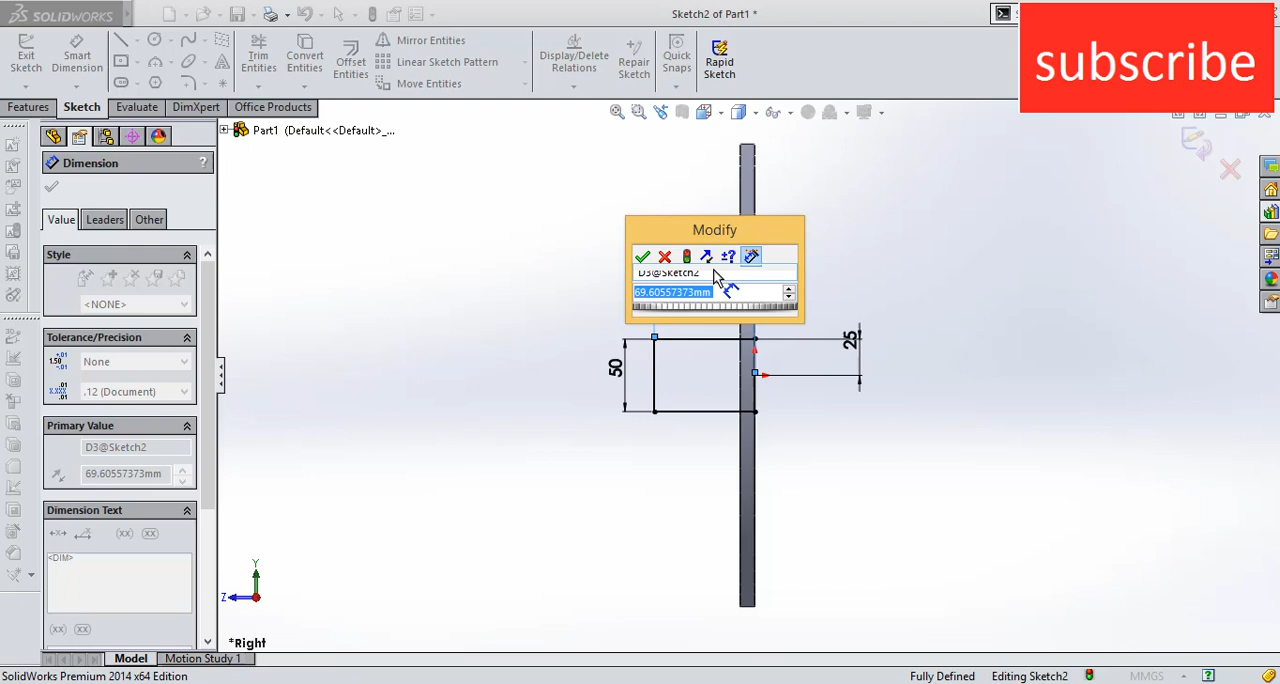 SOLIDWORKS
Sketch2 of Part1 *
subscribe
Exit Sketch
Smart Dimension
Trim Entities
Convert Entities
Offset Entities
Mirror Entities
Linear Sketch Pattern
Move Entities
Display/Delete Relations
Repair Sketch
Quick Snaps
Rapid Sketch
Features
Sketch
Evaluate
DimXpert
Office Products
Part1 (Default<<Default>_...
Dimension
?
Value
Leaders
Other
Style
<NONE>
Tolerance/Precision
None
.12 (Document)
Primary Value
D3@Sketch2
69.60557373mm
Dimension Text
<DIM>
Modify
D3@Sketch2
69.60557373mm
50
25
Y
Z
*Right
Model
Motion Study 1
SolidWorks Premium 2014 x64 Edition
Fully Defined
Editing Sketch2
MMGS